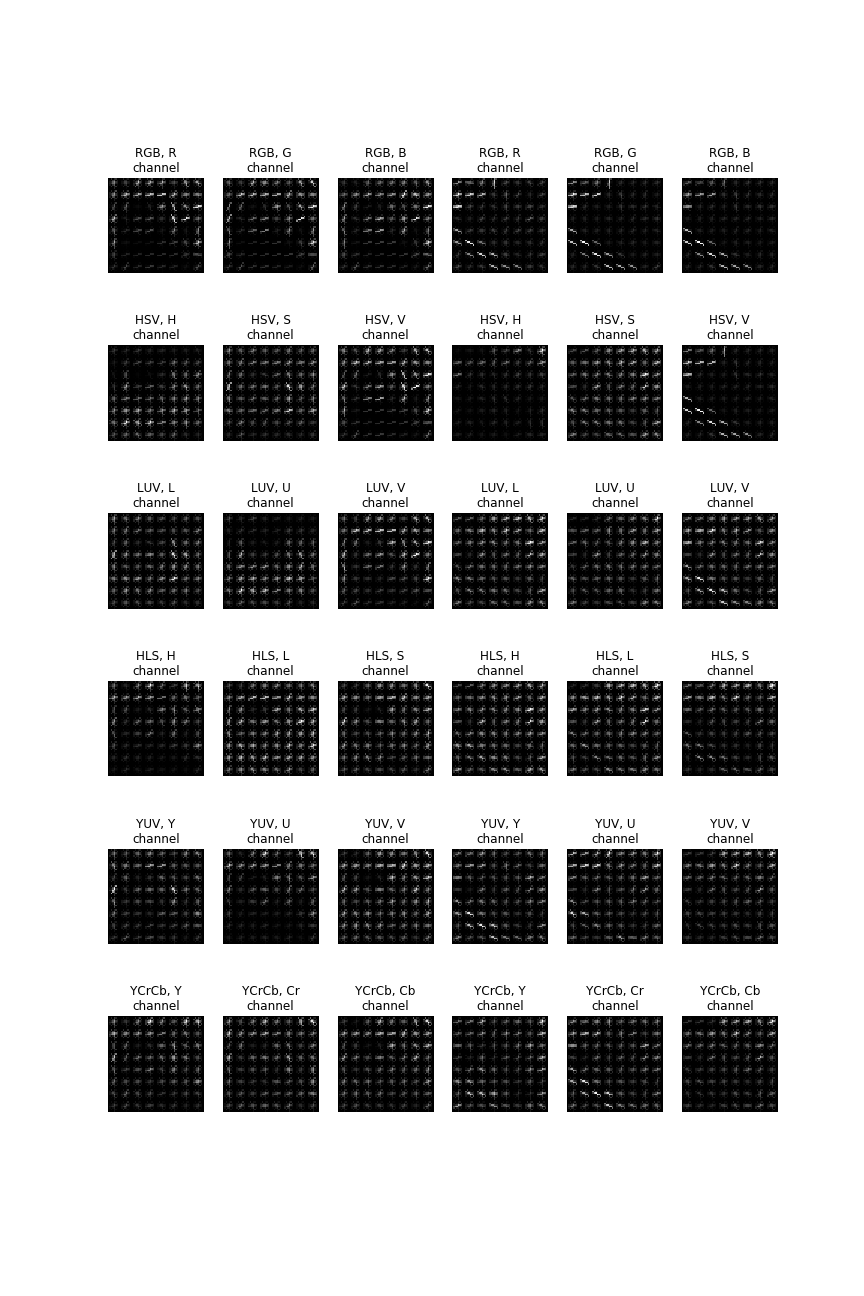 RGB, R
channel
RGB, G
channel
RGB, B
channel
RGB, R
channel
RGB, G
channel
RGB, B
channel
HSV, H
channel
HSV, S
channel
HSV, V
channel
HSV, H
channel
HSV, S
channel
HSV, V
channel
LUV, L
channel
LUV, U
channel
LUV, V
channel
LUV, L
channel
LUV, U
channel
LUV, V
channel
HLS, H
channel
HLS, L
channel
HLS, S
channel
HLS, H
channel
HLS, L
channel
HLS, S
channel
YUV, Y
channel
YUV, U
channel
YUV, V
channel
YUV, Y
channel
YUV, U
channel
YUV, V
channel
YCrCb, Y
channel
YCrCb, Cr
channel
YCrCb, Cb
channel
YCrCb, Y
channel
YCrCb, Cr
channel
YCrCb, Cb
channel